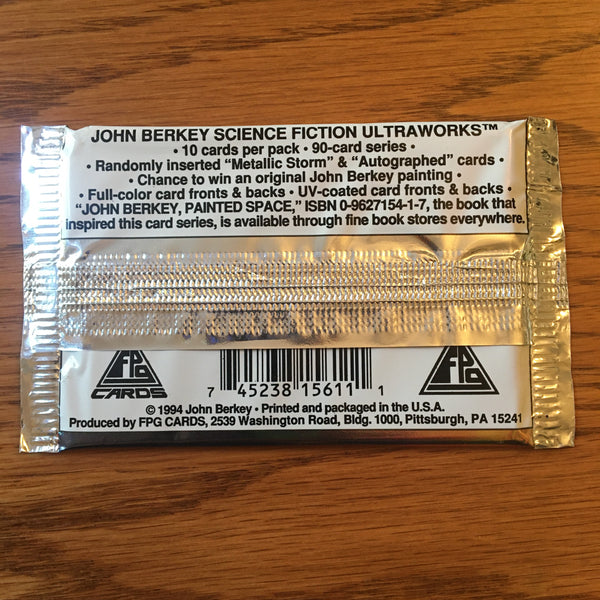 JOHN BERKEY SCIENCE FICTION ULTRAWORKS™
• 10 cards per pack • 90-card series •
• Randomly inserted "Metallic Storm" & "Autographed" cards •
• Chance to win an original John Berkey painting •
• Full-color card fronts & backs • UV-coated card fronts & backs •
"JOHN BERKEY, PAINTED SPACE," ISBN 0-9627154-1-7, the book that
inspired this card series, is available through fine book stores everywhere.
FPG
CARDS
7 45238 15611 1
FPG
© 1994 John Berkey • Printed and packaged in the U.S.A.
Produced by FPG CARDS, 2539 Washington Road, Bldg. 1000, Pittsburgh, PA 15241